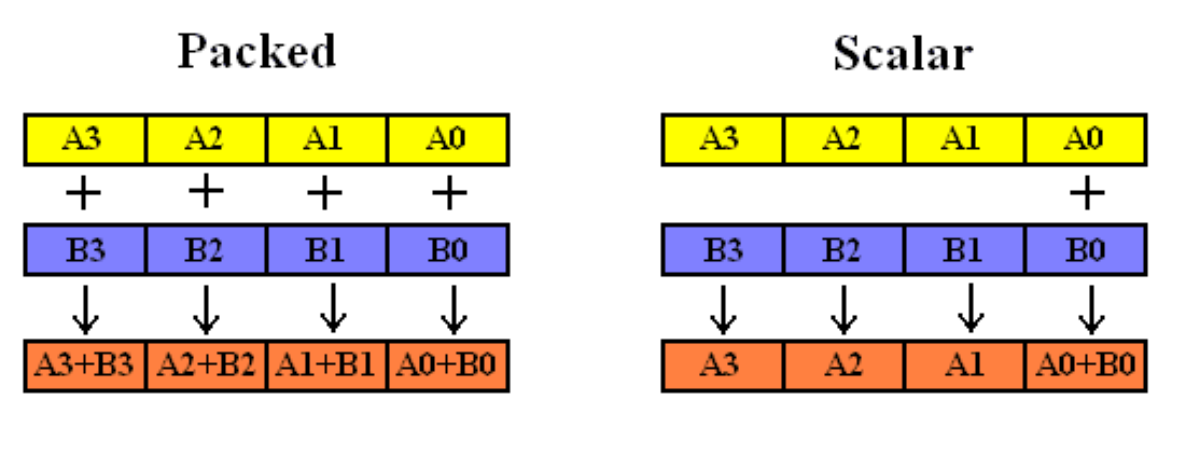 Packed
Scalar
A3 A2 A1 A0
+ + + +
B3 B2 B1 B0
A3+B3 A2+B2 A1+B1 A0+B0
A3 A2 A1 A0
+
B3 B2 B1 B0
A3 A2 A1 A0+B0